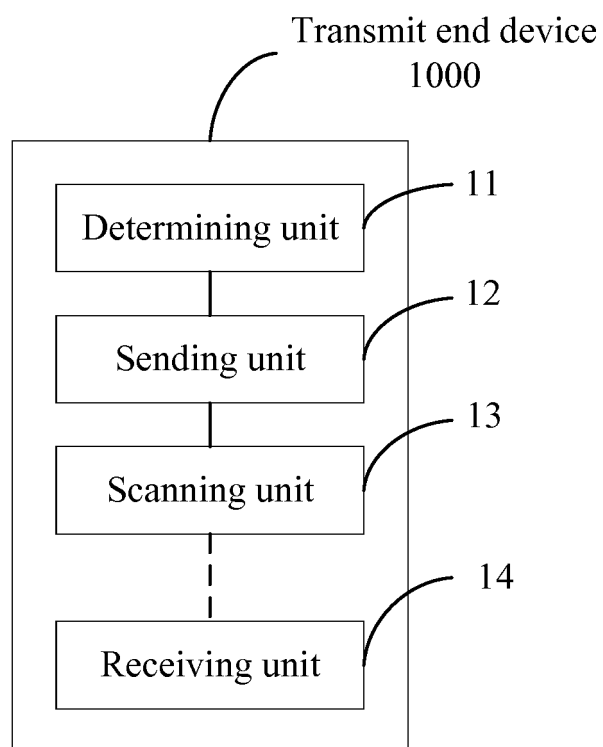 Transmit end device
1000
Determining unit
11
Sending unit
12
Scanning unit
13
Receiving unit
14